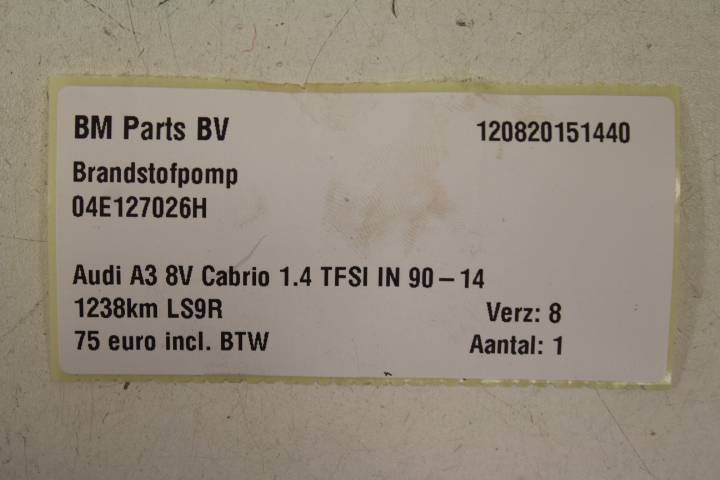 BM Parts BV 120820151440
Brandstofpomp
04E127026H
Audi A3 8V Cabrio 1.4 TFSI IN 90-14
1238km LS9R Verz: 8
75 euro incl. BTW Aantal: 1